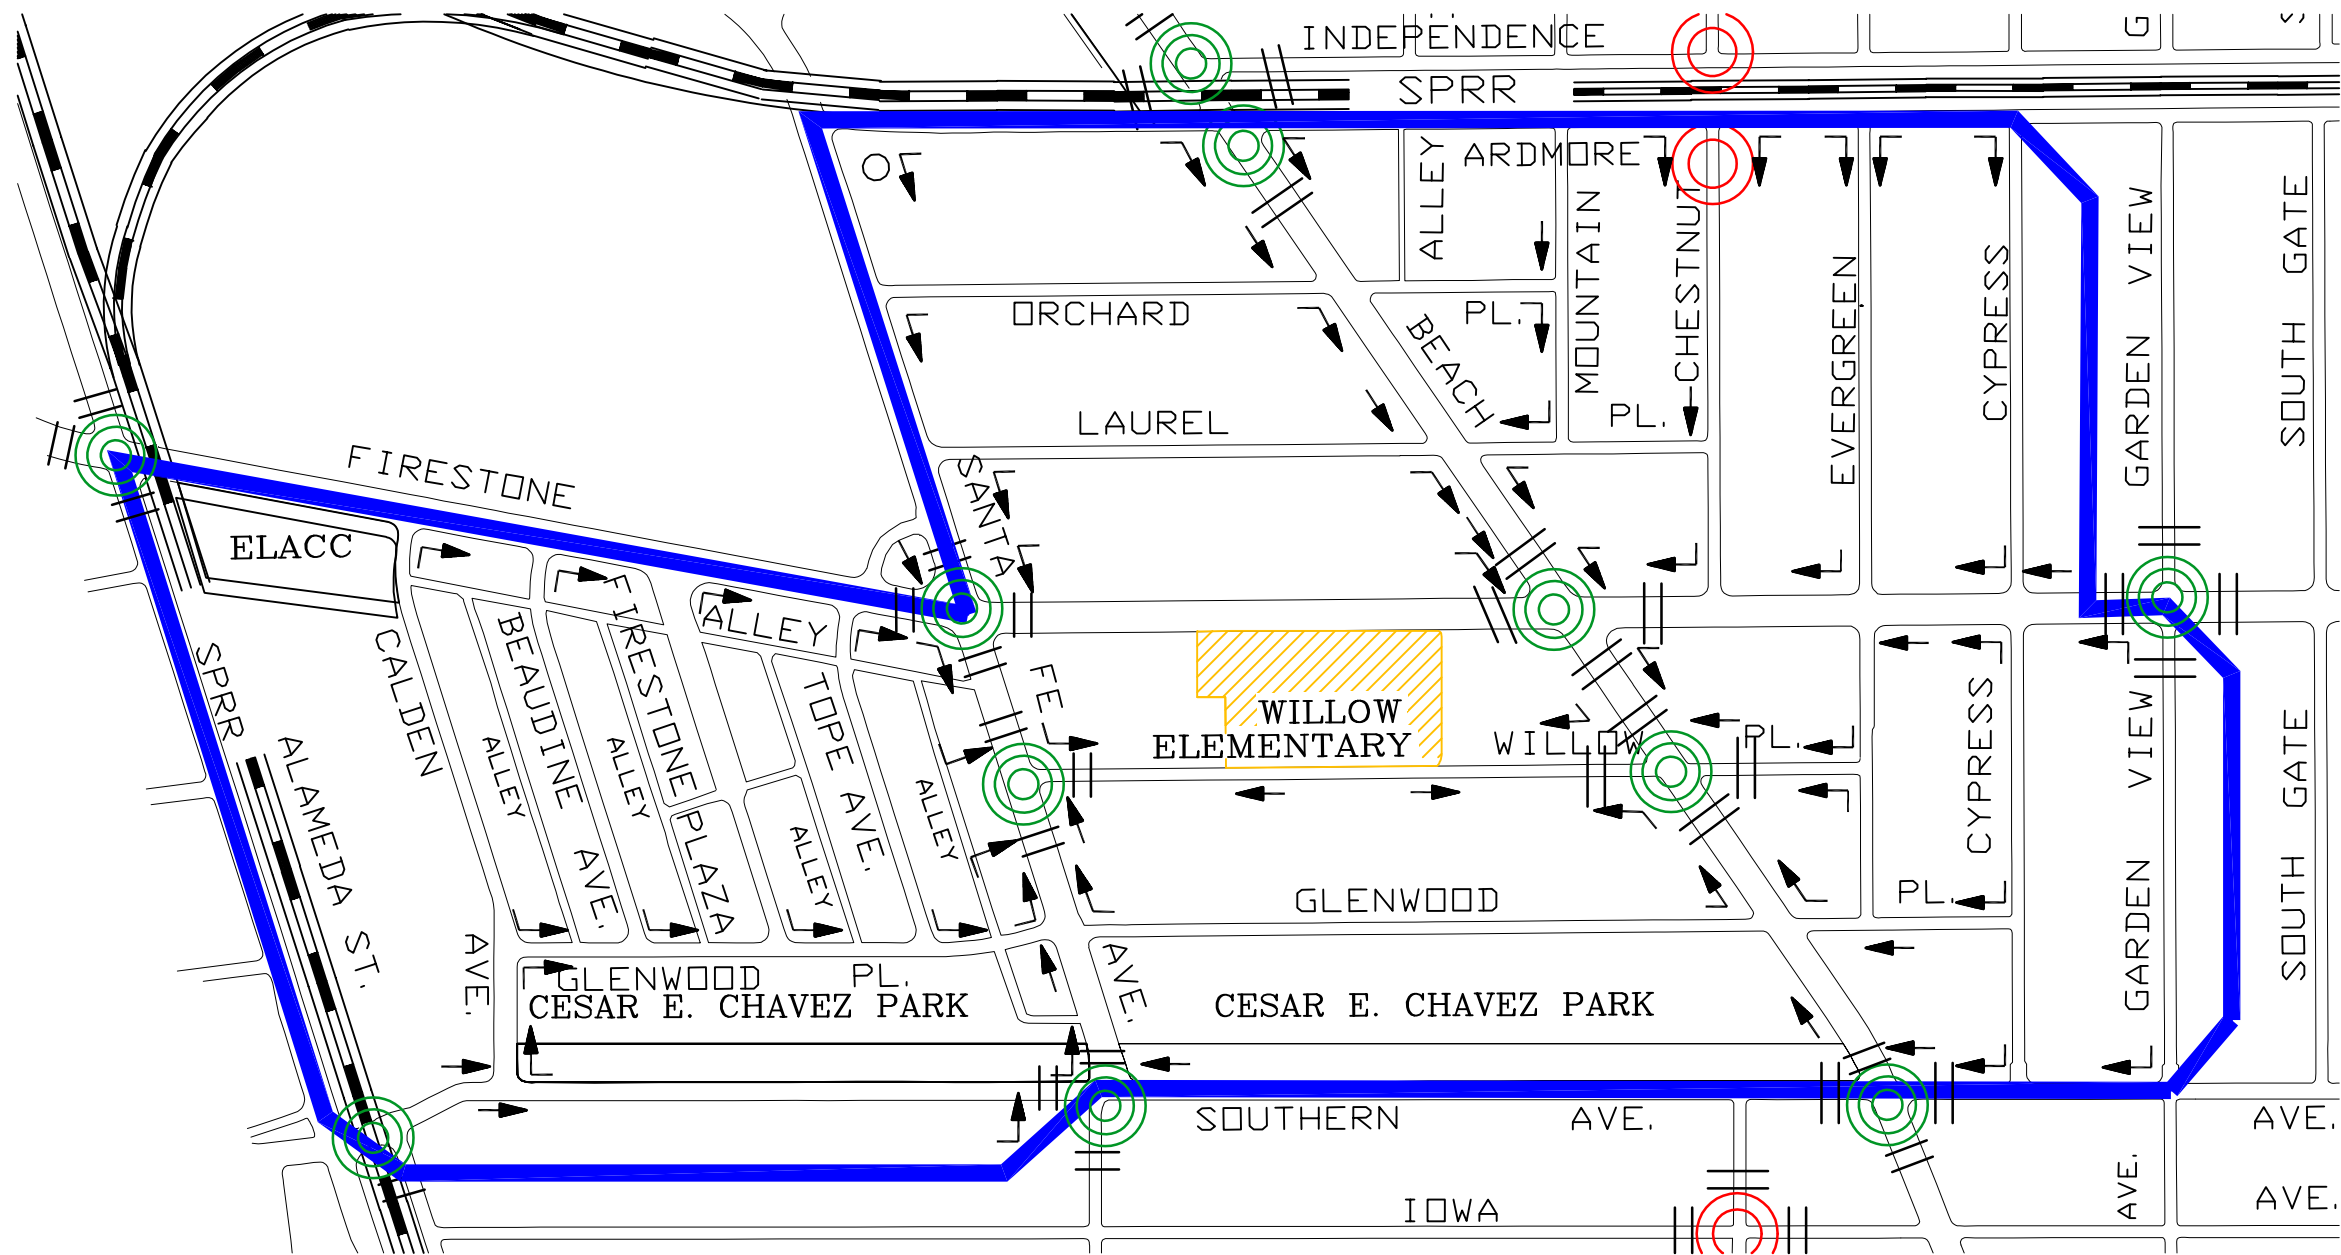 INDEPENDENCE
SPRR
ARDMORE
ALLEY
MOUNTAIN
CHESTNUT
EVERGREEN
CYPRESS
GARDEN VIEW
SOUTH GATE
ORCHARD PL.
BEACH
LAUREL PL.
FIRESTONE
SANTA FE AVE.
ELACC
ALLEY
SPRR
ALAMEDA ST.
CALDEN AVE.
ALLEY
BEAUDINE AVE.
ALLEY
FIRESTONE PLAZA
ALLEY
TOPE AVE.
ALLEY
WILLOW
ELEMENTARY
WILLOW PL.
CYPRESS
GARDEN VIEW
SOUTH GATE
GLENWOOD PL.
GLENWOOD PL.
GARDEN
SOUTH
CESAR E. CHAVEZ PARK
CESAR E. CHAVEZ PARK
SOUTHERN AVE.
AVE.
AVE.
IOWA
AVE.
G
S